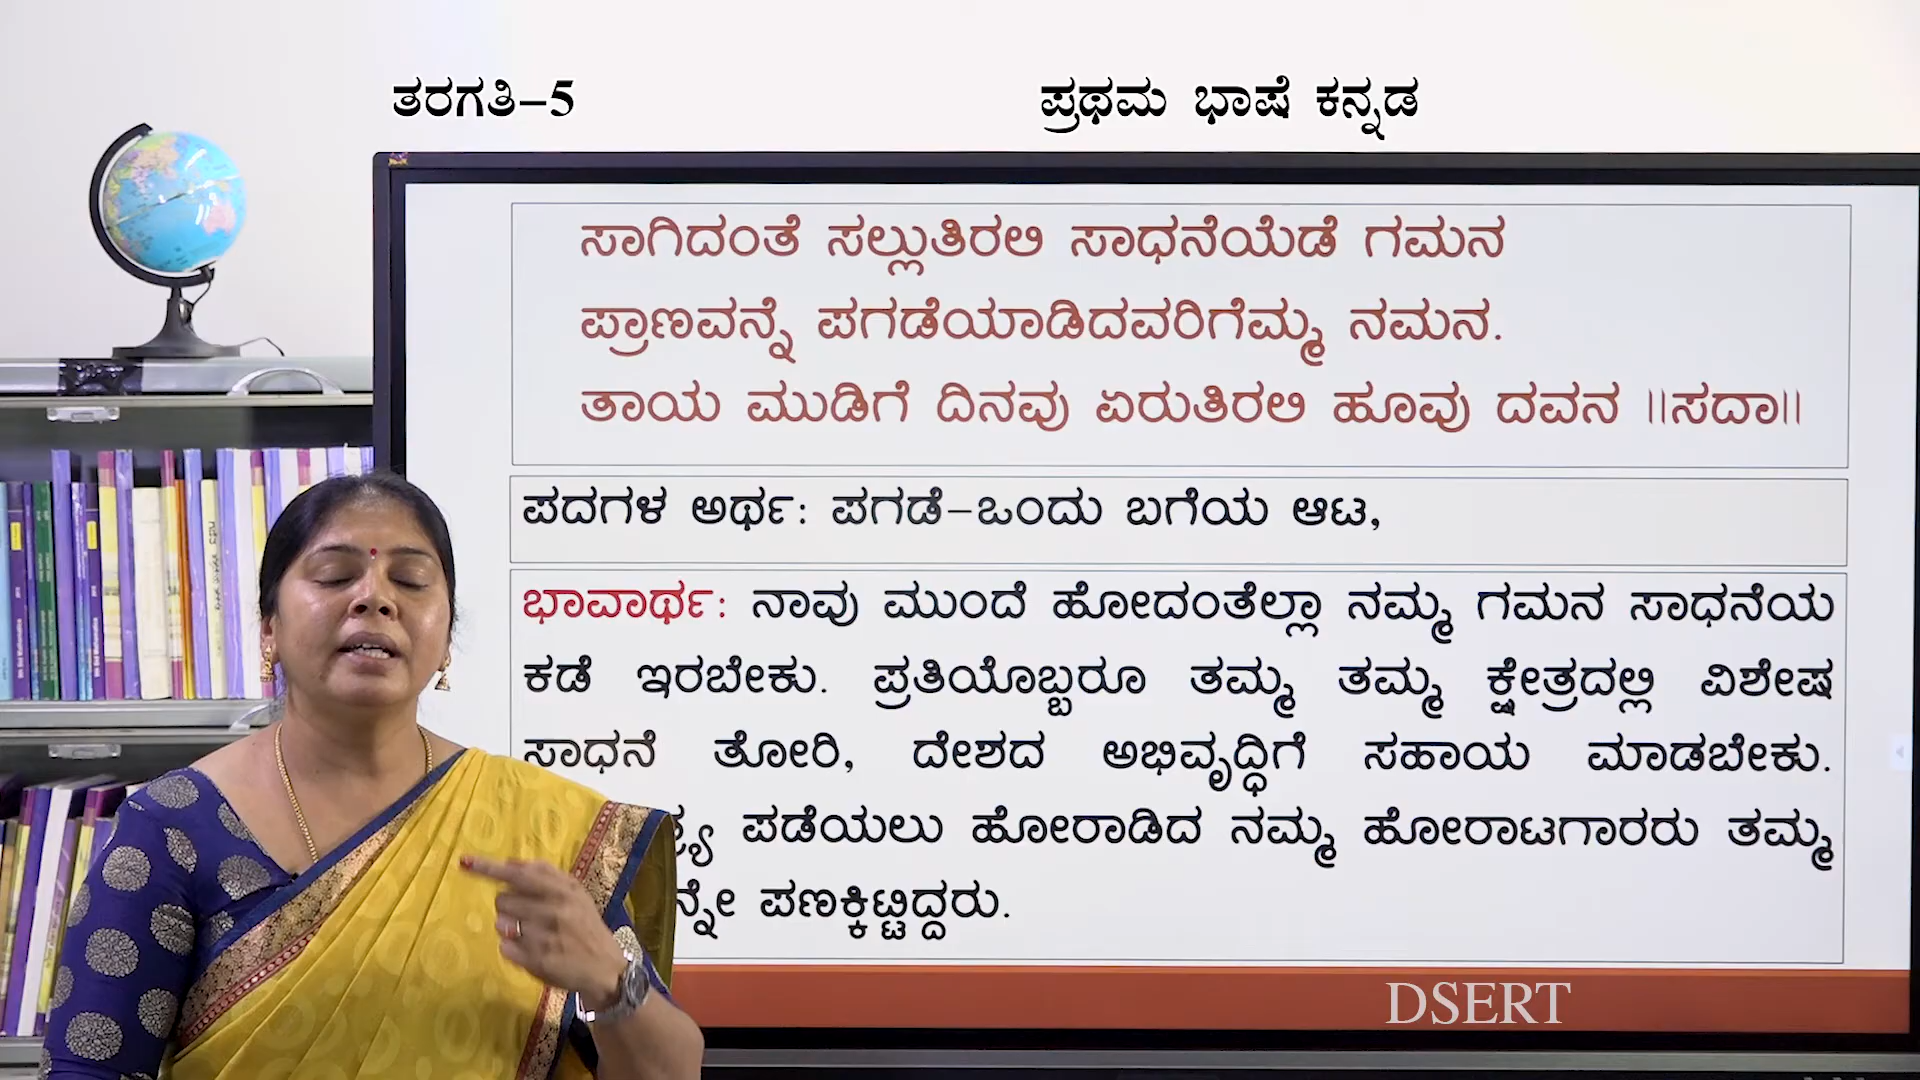 ತರಗತಿ-5
ಪ್ರಥಮ ಭಾಷೆ ಕನ್ನಡ
ಸಾಗಿದಂತೆ ಸಲ್ಲುತಿರಲಿ ಸಾಧನೆಯೆಡೆ ಗಮನ
ಪ್ರಾಣವನ್ನೆ ಪಗಡೆಯಾಡಿದವರಿಗೆಮ್ಮ ನಮನ.
ತಾಯ ಮುಡಿಗೆ ದಿನವು ಏರುತಿರಲಿ ಹೂವು ದವನ ||ಸದಾ||
ಪದಗಳ ಅರ್ಥ: ಪಗಡೆ-ಒಂದು ಬಗೆಯ ಆಟ,
ಭಾವಾರ್ಥ: ನಾವು ಮುಂದೆ ಹೋದಂತೆಲ್ಲಾ ನಮ್ಮ ಗಮನ ಸಾಧನೆಯ
ಕಡೆ ಇರಬೇಕು. ಪ್ರತಿಯೊಬ್ಬರೂ ತಮ್ಮ ತಮ್ಮ ಕ್ಷೇತ್ರದಲ್ಲಿ ವಿಶೇಷ
ಸಾಧನೆ ತೋರಿ, ದೇಶದ ಅಭಿವೃದ್ಧಿಗೆ ಸಹಾಯ ಮಾಡಬೇಕು.
ಪಡೆಯಲು ಹೋರಾಡಿದ ನಮ್ಮ ಹೋರಾಟಗಾರರು ತಮ್ಮ
ಪಣಕ್ಕಿಟ್ಟಿದ್ದರು.
DSERT